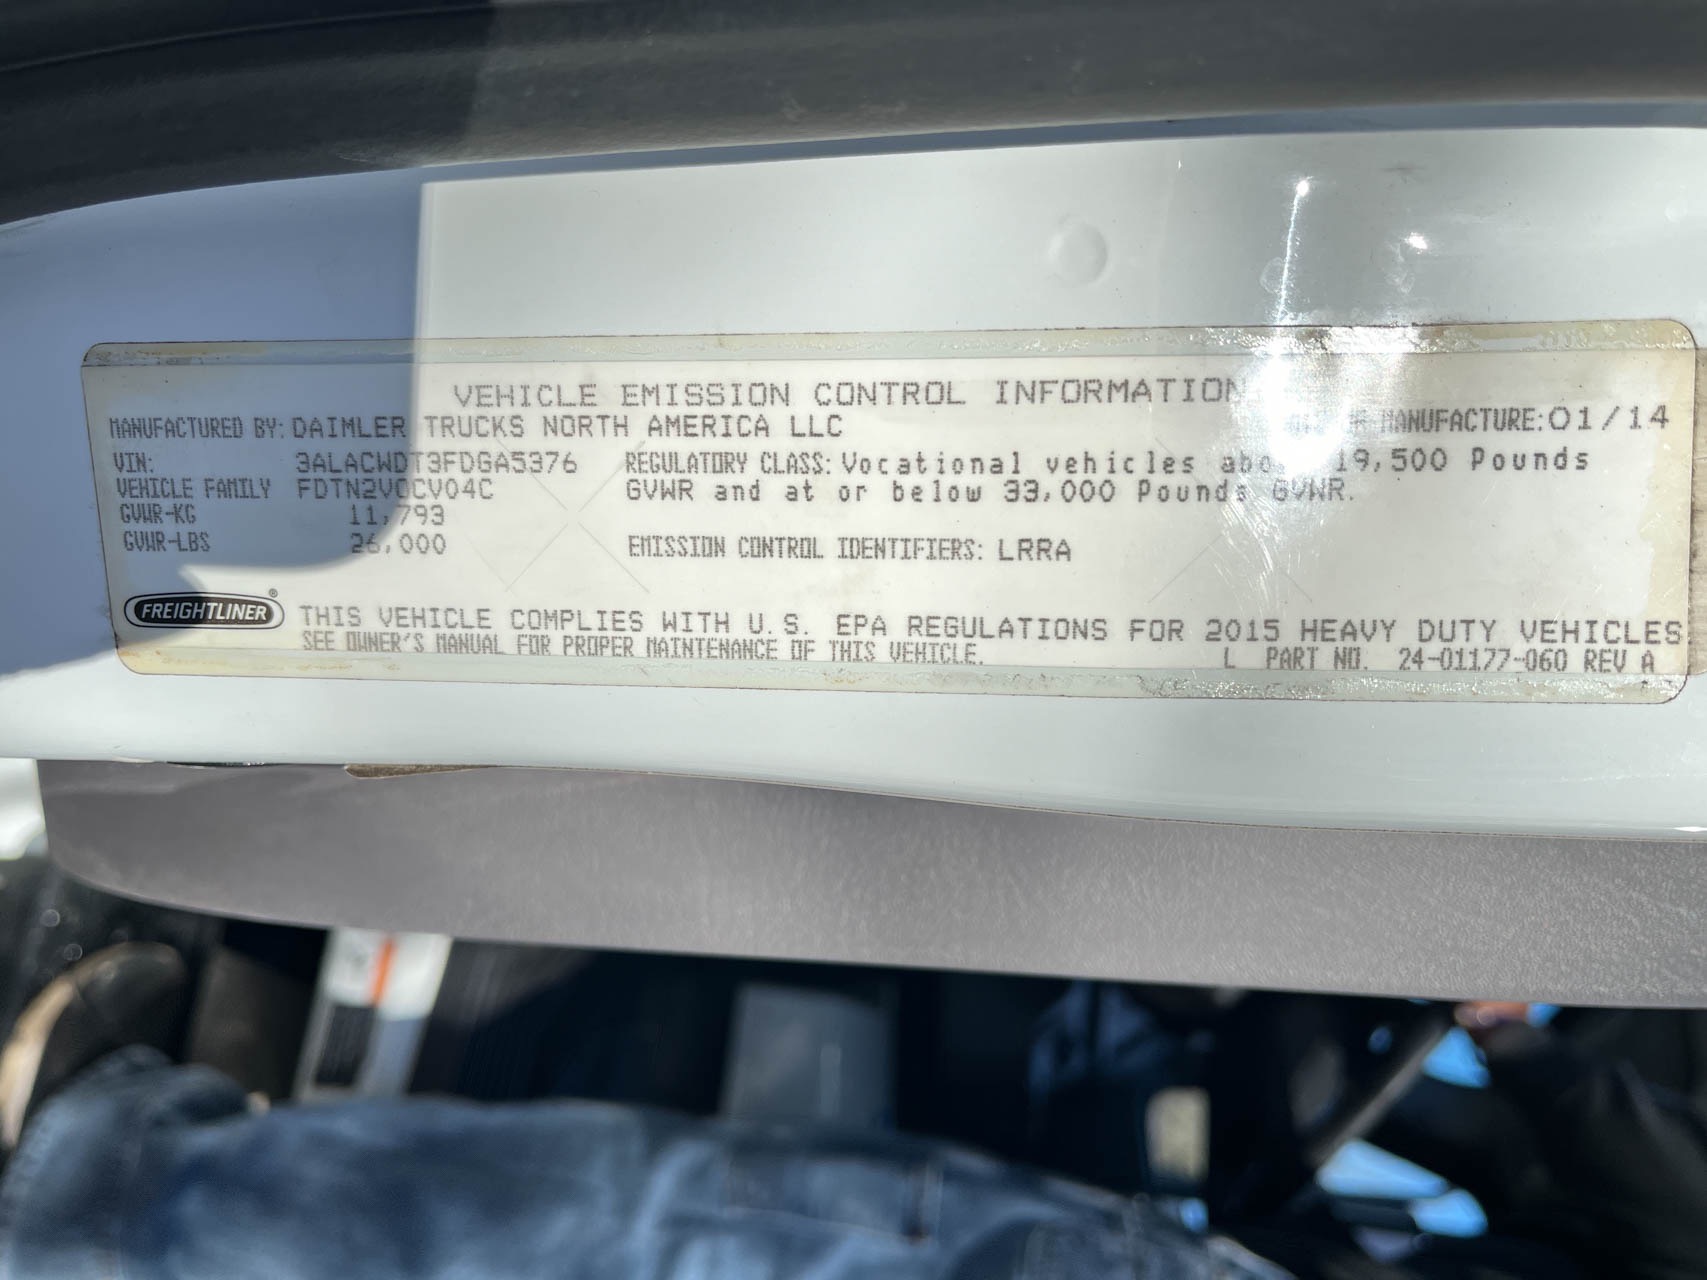 VEHICLE EMISSION CONTROL INFORMATION
MANUFACTURED BY: DAIMLER TRUCKS NORTH AMERICA LLC
MANUFACTURE: 01/14
VIN: 3ALACWDT3FDGA5376
VEHICLE FAMILY FDTN2VOCV04C
GVWR-KG 11,793
GVWR-LBS 26,000
REGULATORY CLASS: Vocational vehicles 19,500 Pounds
GVWR and at or below 33,000 Pounds GVWR.
EMISSION CONTROL IDENTIFIERS: LRRA
FREIGHTLINER®
THIS VEHICLE COMPLIES WITH U.S. EPA REGULATIONS FOR 2015 HEAVY DUTY VEHICLES
SEE OWNER'S MANUAL FOR PROPER MAINTENANCE OF THIS VEHICLE.
L PART NO. 24-01177-060 REV A